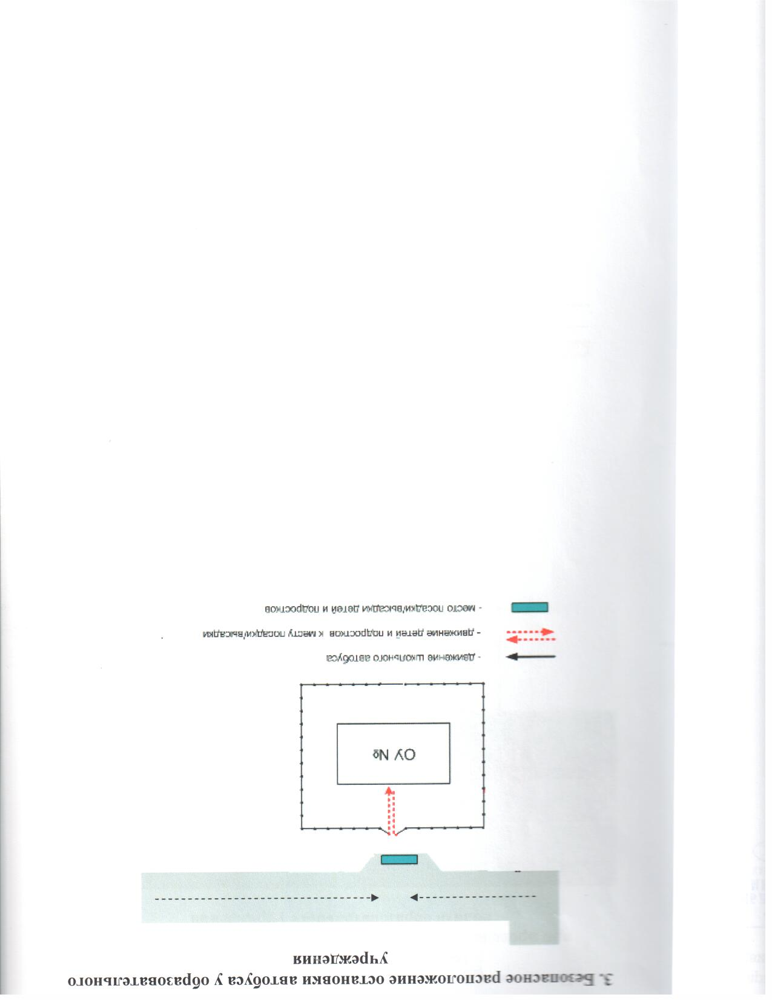 3. Безопасное расположение остановки автобуса у образовательного
учреждения
ОУ №
- движение школьного автобуса
- движение детей и подростков к месту посадки/высадки
- место посадки/высадки детей и подростков